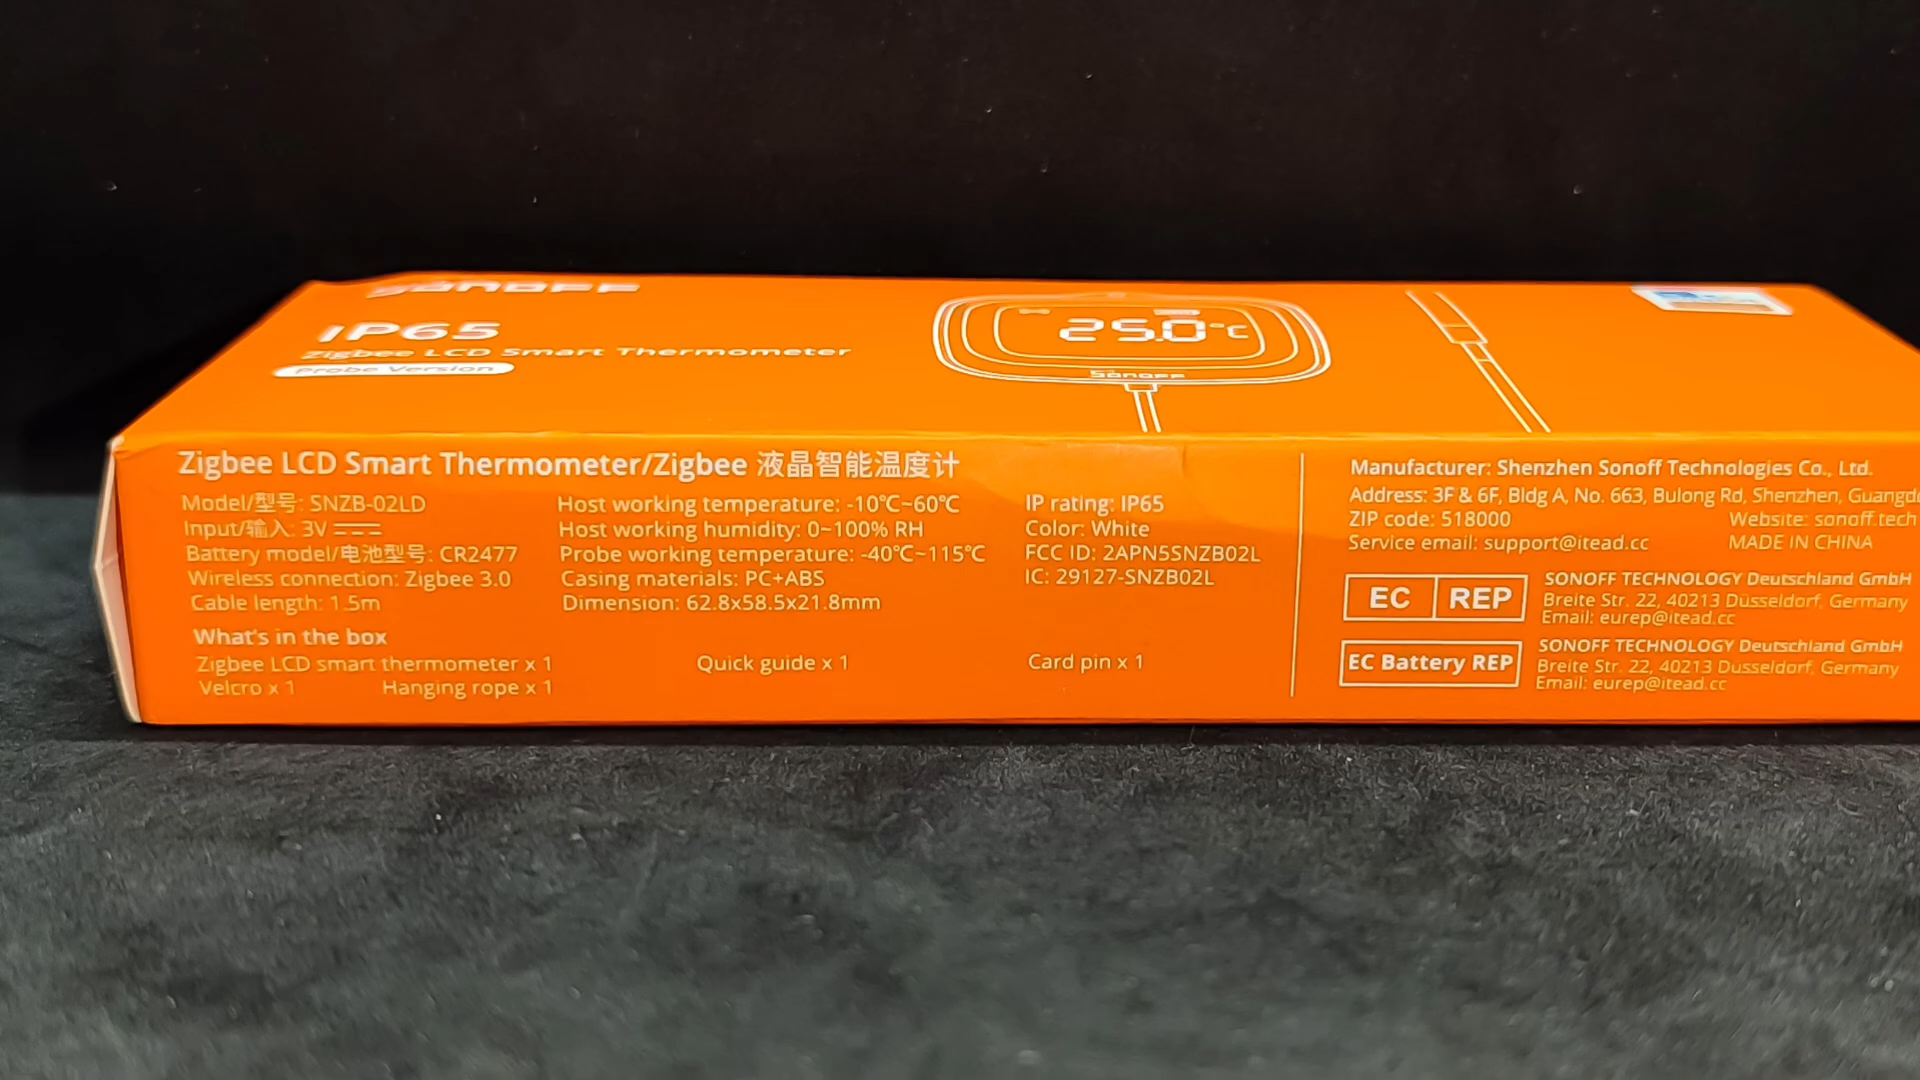 SONOFF
IP65
Zigbee LCD Smart Thermometer
Probe Version
25.0°C
SONOFF
Zigbee LCD Smart Thermometer/Zigbee 液晶智能温度计
Model/型号: SNZB-02LD
Input/输入: 3V
Battery model/电池型号: CR2477
Wireless connection: Zigbee 3.0
Cable length: 1.5m
Host working temperature: -10℃~60℃
Host working humidity: 0~100% RH
Probe working temperature: -40℃~115℃
Casing materials: PC+ABS
Dimension: 62.8x58.5x21.8mm
IP rating: IP65
Color: White
FCC ID: 2APN5SNZB02L
IC: 29127-SNZB02L
What's in the box
Zigbee LCD smart thermometer x 1 Quick guide x 1 Card pin x 1
Velcro x 1 Hanging rope x 1
Manufacturer: Shenzhen Sonoff Technologies Co., Ltd.
Address: 3F & 6F, Bldg A, No. 663, Bulong Rd, Shenzhen,
ZIP code: 518000 Website: sonoff.tech
Service email: support@itead.cc MADE IN CHINA
EC REP
SONOFF TECHNOLOGY Deutschland GmbH
Breite Str. 22, 40213 Düsseldorf, Germany
Email: eurep@itead.cc
EC Battery REP
SONOFF TECHNOLOGY Deutschland GmbH
Breite Str. 22, 40213 Düsseldorf, Germany
Email: eurep@itead.cc